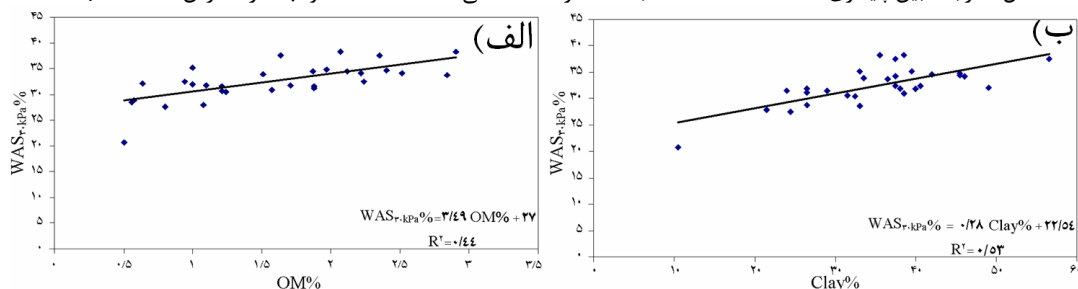 الف)
۴۵
۴۰
۳۵
۳۰
۲۵
۲۰
۱۵
۱۰
۵
۰
WAS۳۰kPa%
WAS۳۰kPa%=۳/۴۹ OM%+۲۷
R۲=۰/٤٤
۰ ۰/۵ ۱ ۱/۵ ۲ ۲/۵ ۳ ۳/۵
OM%
ب)
۴۵
۴۰
۳۵
۳۰
۲۵
۲۰
۱۵
۱۰
۵
۰
WAS۳۰kPa%
WAS۳۰kPa% = ۰/۲۸ Clay%+۲۲/۵٤
R۲=۰/۵۳
۰ ۱۰ ۲۰ ۳۰ ۴۰ ۵۰ ۶۰
Clay%